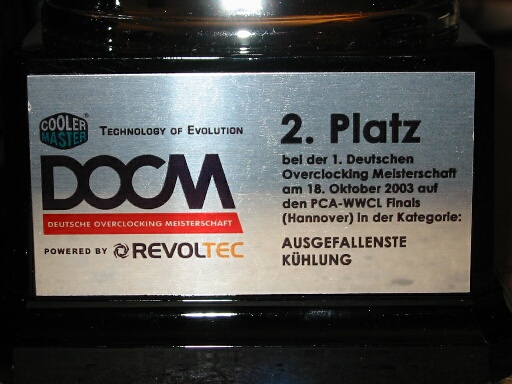 COOLER MASTER®
TECHNOLOGY OF EVOLUTION
DOCM
DEUTSCHE OVERCLOCKING MEISTERSCHAFT
POWERED BY REVOLTEC
2. Platz
bei der 1. Deutschen
Overclocking Meisterschaft
am 18. Oktober 2003 auf
den PCA-WWCL Finals
(Hannover) in der Kategorie:
AUSGEFALLENSTE
KÜHLUNG